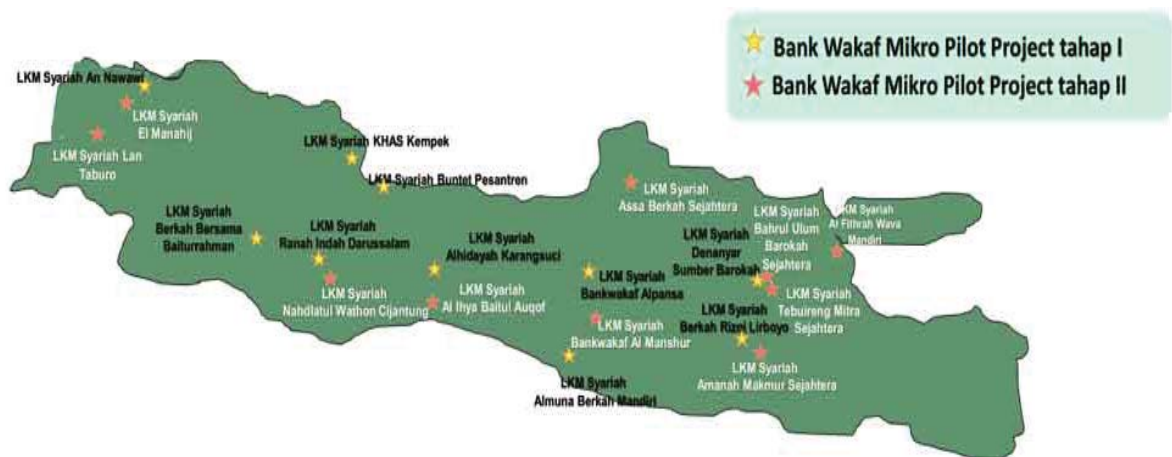 Bank Wakaf Mikro Pilot Project tahap I
Bank Wakaf Mikro Pilot Project tahap II
LKM Syariah An Nawawi
LKM Syariah
El Manahij
LKM Syariah Lan
Taburo
LKM Syariah KHAS Kempek
LKM Syariah Buntet Pesantren
LKM Syariah
Berkah Bersama
Baiturrahman
LKM Syariah
Ranah Indah Darussalam
LKM Syariah
Nahdlatul Wathon Cijantung
LKM Syariah
Alhidayah Karangsuci
LKM Syariah
Al Ihya Baitul Auqof
LKM Syariah
Assa Berkah Sejahtera
LKM Syariah
Bahrul Ulum
Barokah
Sejahtera
LKM Syariah
Al Fithrah Wava
Mandiri
LKM Syariah
Denanyar
Sumber Barokah
LKM Syariah
Bankwakaf Alpansa
LKM Syariah
Tebuireng Mitra
Sejahtera
LKM Syariah
Berkah Rizqi Lirboyo
LKM Syariah
Bankwakaf Al Manshur
LKM Syariah
Amanah Makmur Sejahtera
LKM Syariah
Almuna Berkah Mandiri